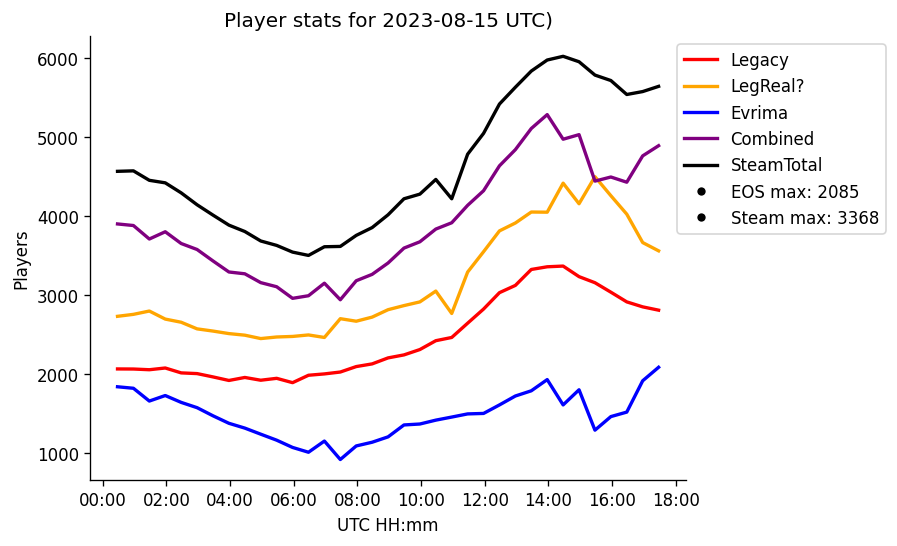 Player stats for 2023-08-15 UTC)
6000
5000
4000
3000
2000
1000
Players
00:00 02:00 04:00 06:00 08:00 10:00 12:00 14:00 16:00 18:00
UTC HH:mm
Legacy
LegReal?
Evrima
Combined
SteamTotal
EOS max: 2085
Steam max: 3368